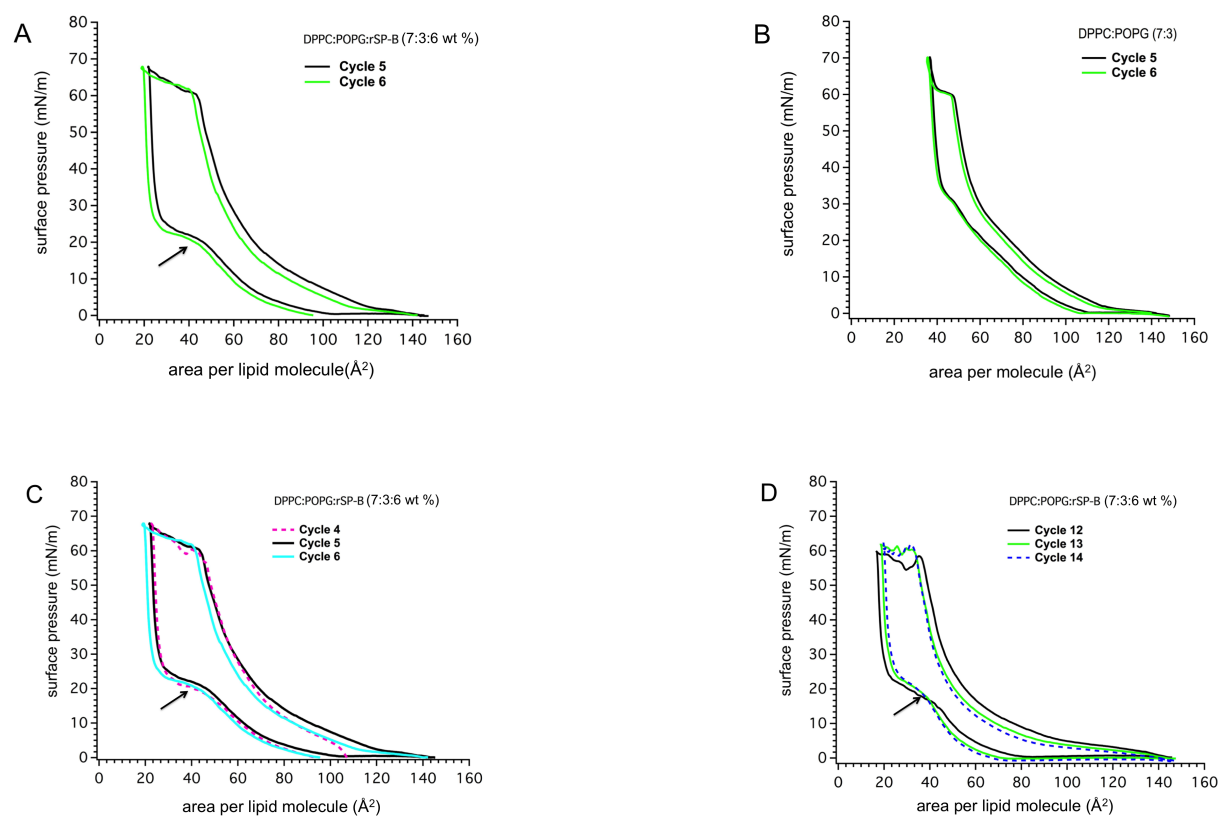 A
DPPC:POPG:rSP-B (7:3:6 wt %)
Cycle 5
Cycle 6
surface pressure (mN/m)
80
70
60
50
40
30
20
10
0
0 20 40 60 80 100 120 140 160
area per lipid molecule(Å²)
B
DPPC:POPG (7:3)
Cycle 5
Cycle 6
surface pressure (mN/m)
80
70
60
50
40
30
20
10
0
0 20 40 60 80 100 120 140 160
area per molecule (Å²)
C
DPPC:POPG:rSP-B (7:3:6 wt %)
Cycle 4
Cycle 5
Cycle 6
surface pressure (mN/m)
80
70
60
50
40
30
20
10
0
0 20 40 60 80 100 120 140 160
area per lipid molecule (Å²)
D
DPPC:POPG:rSP-B (7:3:6 wt %)
Cycle 12
Cycle 13
Cycle 14
surface pressure (mN/m)
80
70
60
50
40
30
20
10
0
0 20 40 60 80 100 120 140 160
area per lipid molecule (Å²)